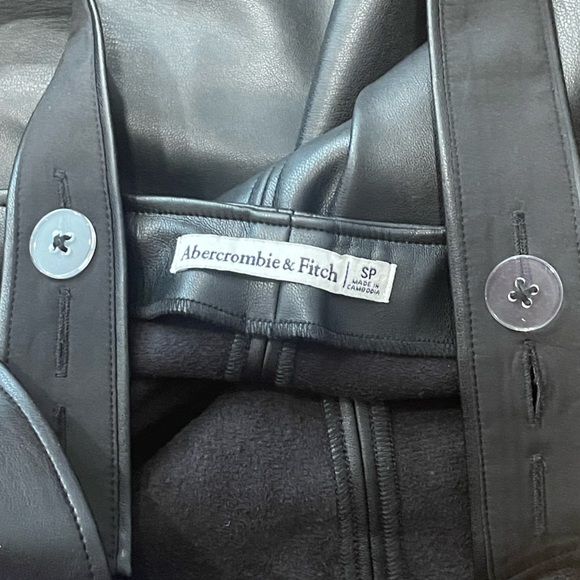 Abercrombie & Fitch
SP
MADE IN
CAMBODIA